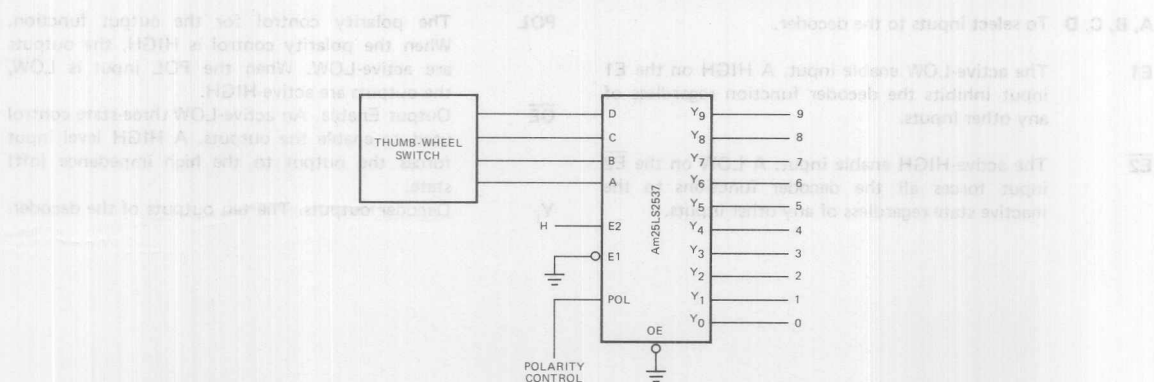 THUMB-WHEEL
SWITCH
D
C
B
A
H
E2
E1
POL
OE
Am25LS2537
Y9
Y8
Y7
Y6
Y5
Y4
Y3
Y2
Y1
Y0
9
8
7
6
5
4
3
2
1
0
POLARITY
CONTROL
A, B, C, D To select inputs to the decoder.
E1 The active-LOW enable input. A HIGH on the E1
input inhibits the decoder function regardless of
any other inputs.
E2 The active-HIGH enable input. A LOW on the E2
input forces all the decoder functions to the
inactive state regardless of any other inputs.
POL The polarity control for the output function.
When the polarity control is HIGH, the outputs
are active-LOW. When the POL input is LOW,
the outputs are active-HIGH.
OE Output Enable. An active-LOW three-state control
enable the outputs. A HIGH level input
forces the outputs to the high impedance (off)
state.
Y Decoder outputs. The outputs of the decoder.